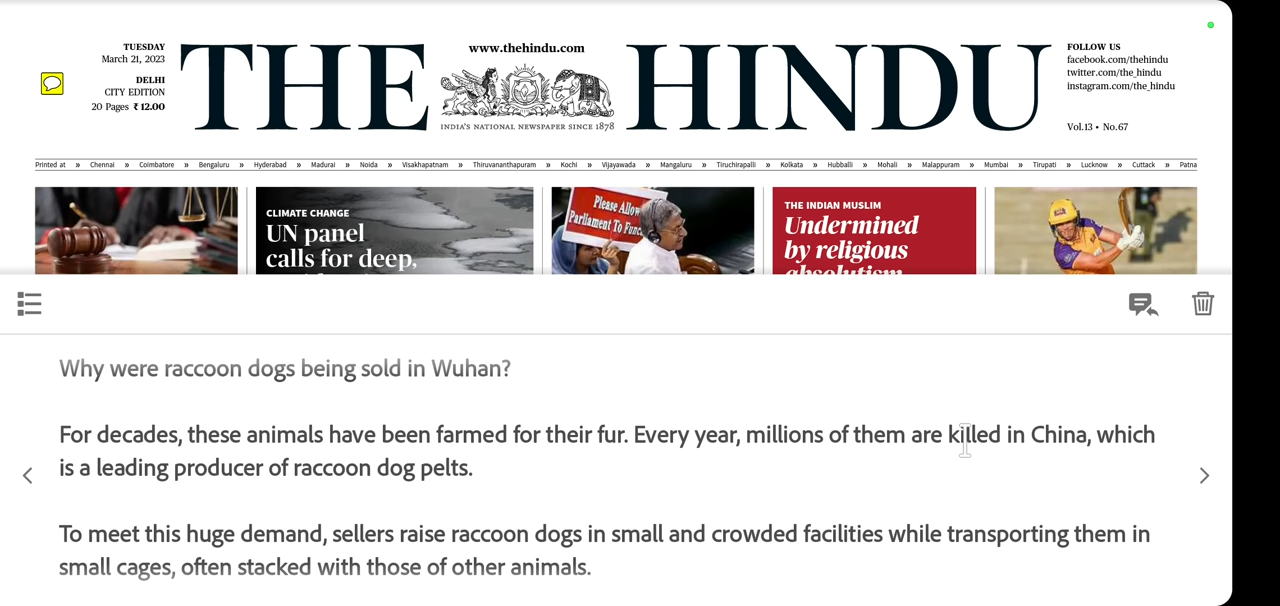 TUESDAY
March 21, 2023
DELHI
CITY EDITION
20 Pages ₹ 12.00
THE HINDU
www.thehindu.com
INDIA'S NATIONAL NEWSPAPER SINCE 1878
FOLLOW US
facebook.com/thehindu
twitter.com/the_hindu
instagram.com/the_hindu
Vol.13 • No.67
Printed at » Chennai » Coimbatore » Bengaluru » Hyderabad » Madurai » Noida » Visakhapatnam » Thiruvananthapuram » Kochi » Vijayawada » Mangaluru » Tiruchirapalli » Kolkata » Hubballi » Mohali » Malappuram » Mumbai » Tirupati » Lucknow » Cuttack » Patna
CLIMATE CHANGE
UN panel
calls for deep,
Please Allow
Parliament To Func
THE INDIAN MUSLIM
Undermined
by religious
absolutism
Why were raccoon dogs being sold in Wuhan?
For decades, these animals have been farmed for their fur. Every year, millions of them are killed in China, which
is a leading producer of raccoon dog pelts.
To meet this huge demand, sellers raise raccoon dogs in small and crowded facilities while transporting them in
small cages, often stacked with those of other animals.